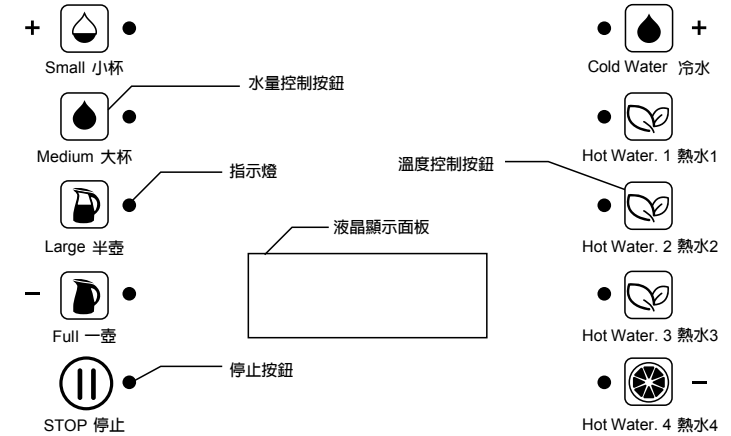 +
+
Small 小杯
Cold Water 冷水
水量控制按鈕
Medium 大杯
Hot Water. 1 熱水1
指示燈
溫度控制按鈕
Large 半壺
液晶顯示面板
Hot Water. 2 熱水2
−
Full 一壺
Hot Water. 3 熱水3
停止按鈕
−
STOP 停止
Hot Water. 4 熱水4